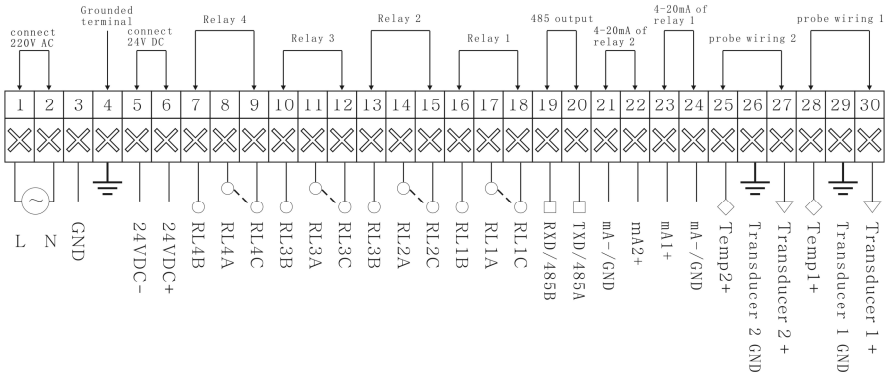 connect
220V AC
Grounded
terminal
connect
24V DC
Relay 4
Relay 3
Relay 2
Relay 1
485 output
4-20mA of
relay 2
4-20mA of
relay 1
probe wiring 2
probe wiring 1
1 2 3 4 5 6 7 8 9 10 11 12 13 14 15 16 17 18 19 20 21 22 23 24 25 26 27 28 29 30
L N
GND
24VDC-
24VDC+
RL4B
RL4A
RL4C
RL3B
RL3A
RL3C
RL3B
RL2A
RL2C
RL1B
RL1A
RL1C
RXD/485B
TXD/485A
mA-/GND
mA2+
mA1+
mA-/GND
Temp2+
Transducer 2 GND
Transducer 2 +
Temp1+
Transducer 1 GND
Transducer 1 +